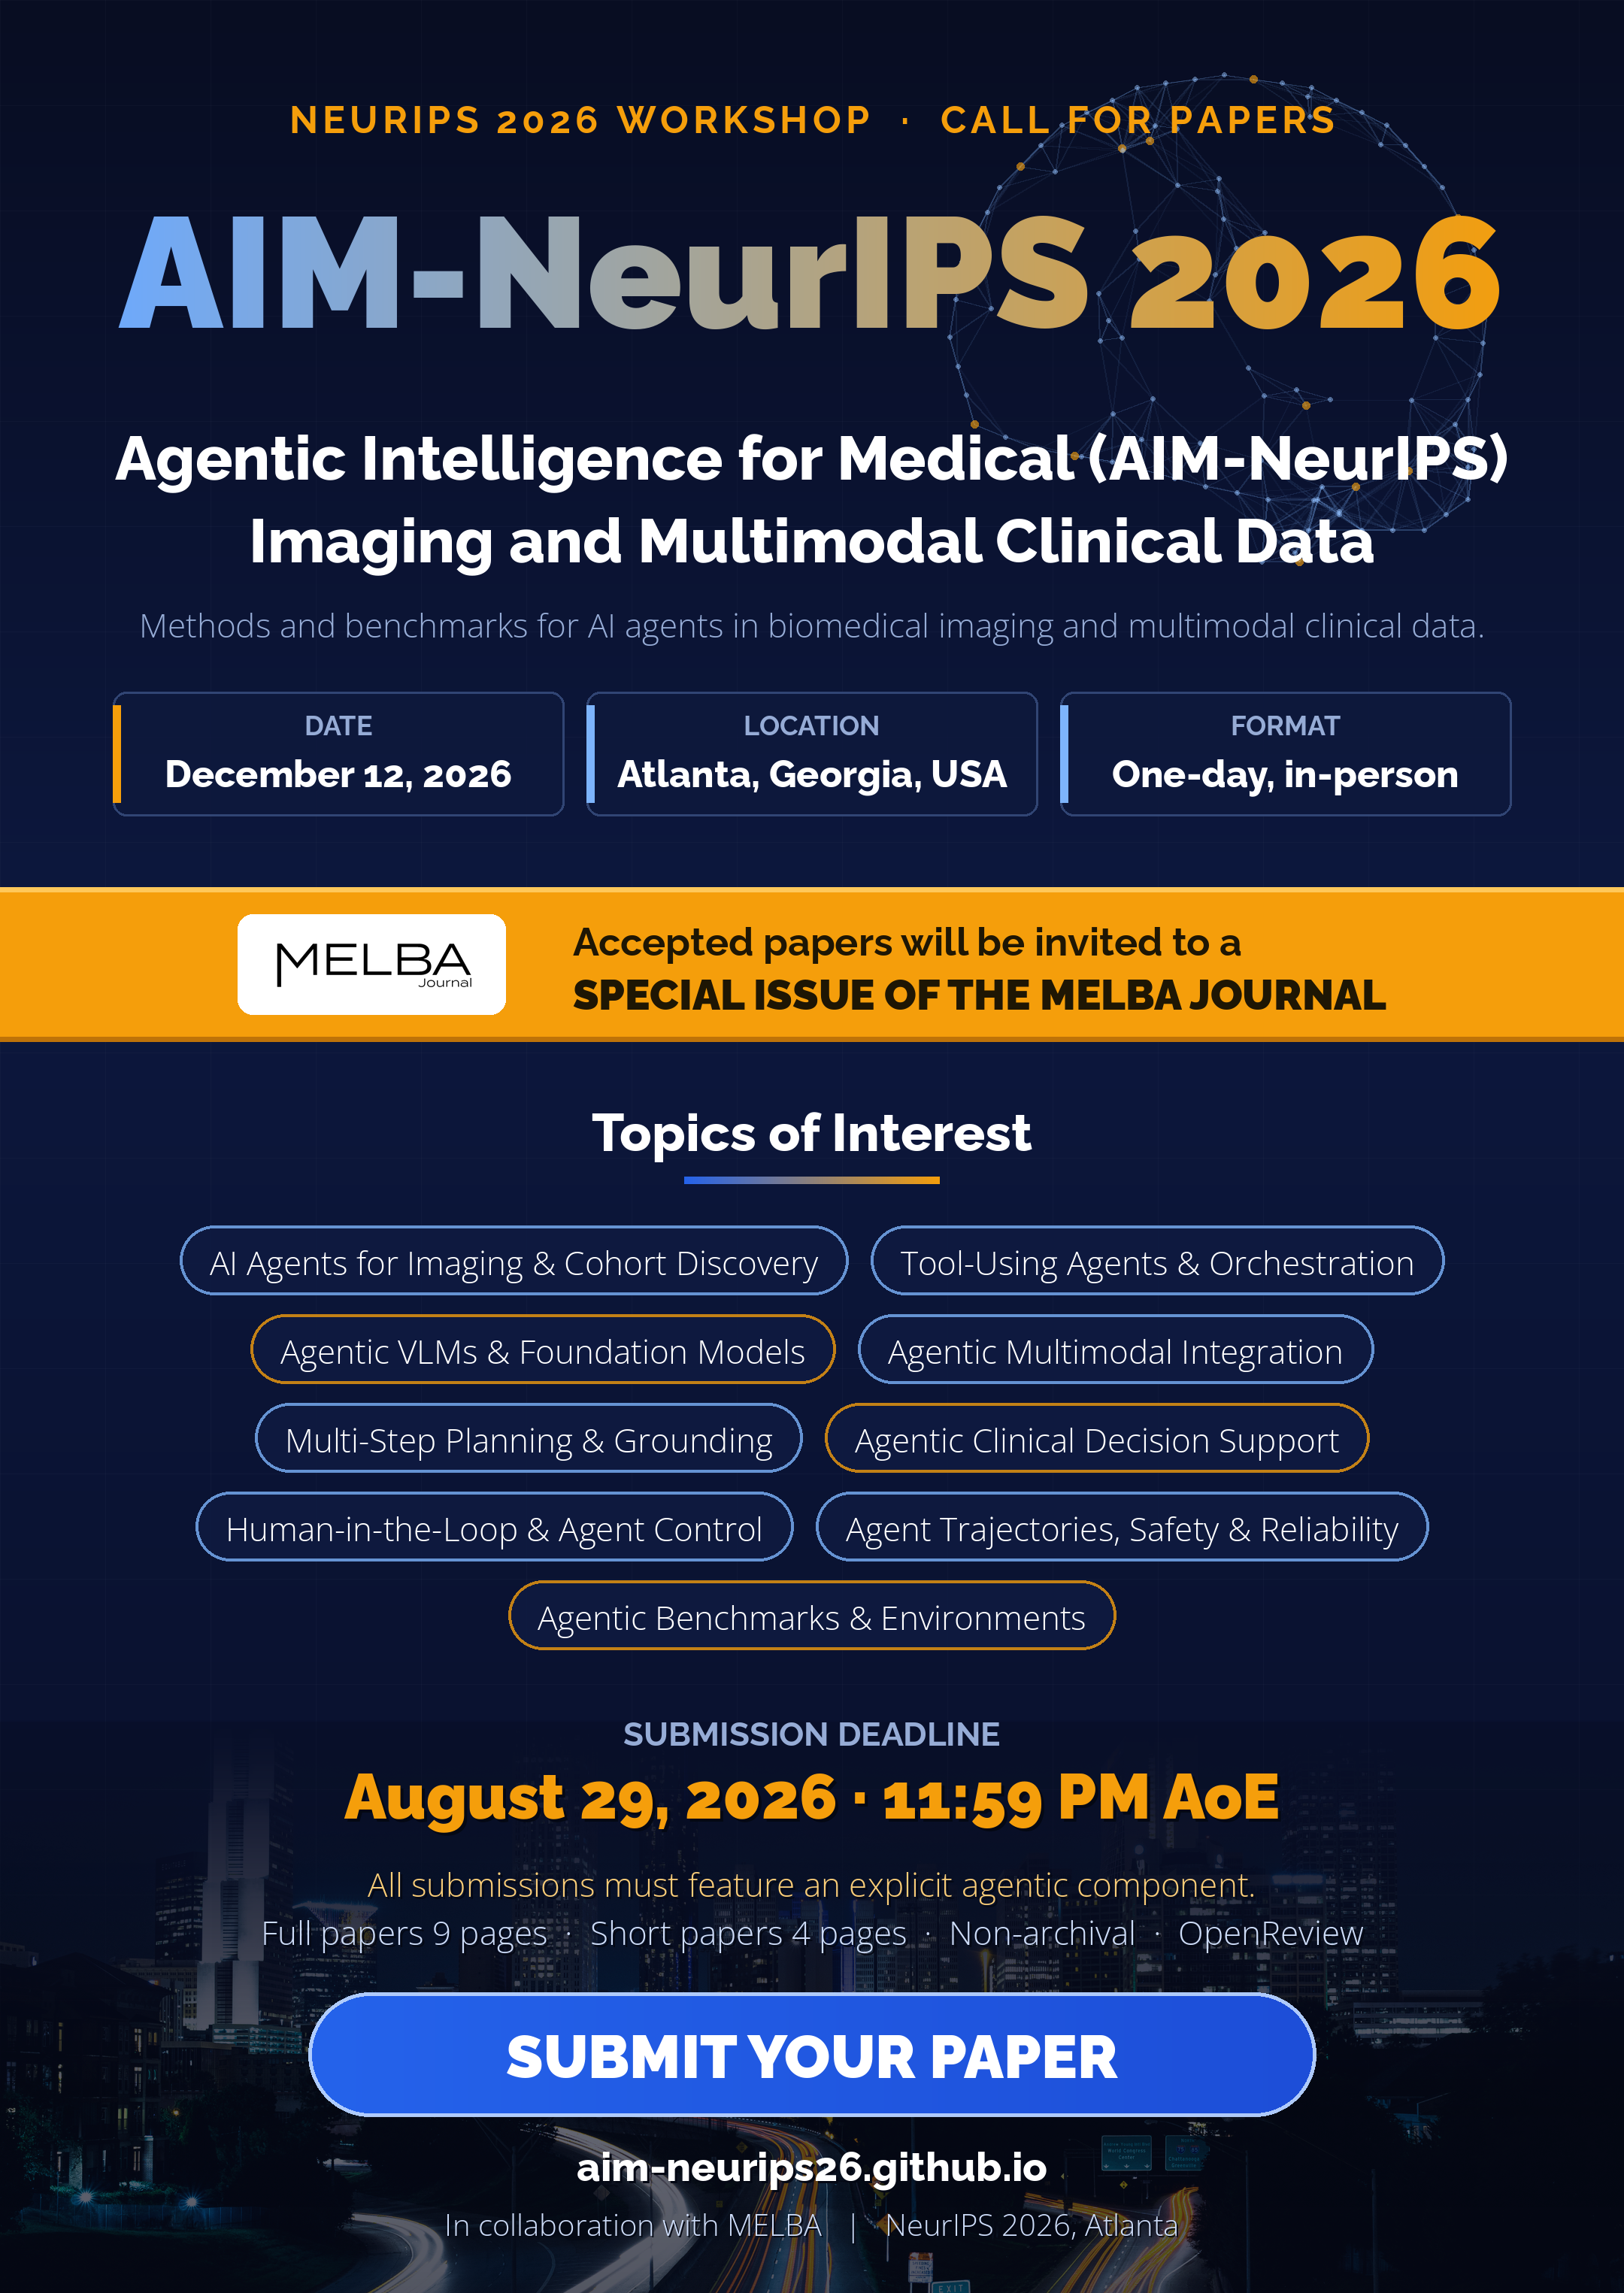 NEURIPS 2026 WORKSHOP · CALL FOR PAPERS
AIM-NeurIPS 2026
Agentic Intelligence for Medical (AIM-NeurIPS)
Imaging and Multimodal Clinical Data
Methods and benchmarks for AI agents in biomedical imaging and multimodal clinical data.
DATE
December 12, 2026
LOCATION
Atlanta, Georgia, USA
FORMAT
One-day, in-person
MELBA
Journal
Accepted papers will be invited to a
SPECIAL ISSUE OF THE MELBA JOURNAL
Topics of Interest
AI Agents for Imaging & Cohort Discovery
Tool-Using Agents & Orchestration
Agentic VLMs & Foundation Models
Agentic Multimodal Integration
Multi-Step Planning & Grounding
Agentic Clinical Decision Support
Human-in-the-Loop & Agent Control
Agent Trajectories, Safety & Reliability
Agentic Benchmarks & Environments
SUBMISSION DEADLINE
August 29, 2026 · 11:59 PM AoE
All submissions must feature an explicit agentic component.
Full papers 9 pages · Short papers 4 pages · Non-archival · OpenReview
SUBMIT YOUR PAPER
aim-neurips26.github.io
In collaboration with MELBA | NeurIPS 2026, Atlanta
EXIT